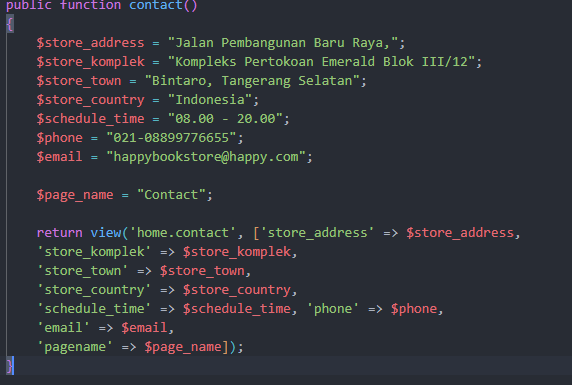 public function contact()
{
$store_address = "Jalan Pembangunan Baru Raya,";
$store_komplek = "Kompleks Pertokoan Emerald Blok III/12";
$store_town = "Bintaro, Tangerang Selatan";
$store_country = "Indonesia";
$schedule_time = "08.00 - 20.00";
$phone = "021-08899776655";
$email = "happybookstore@happy.com";
$page_name = "Contact";
return view('home.contact', ['store_address' => $store_address,
'store_komplek' => $store_komplek,
'store_town' => $store_town,
'store_country' => $store_country,
'schedule_time' => $schedule_time, 'phone' => $phone,
'email' => $email,
'pagename' => $page_name]);
}